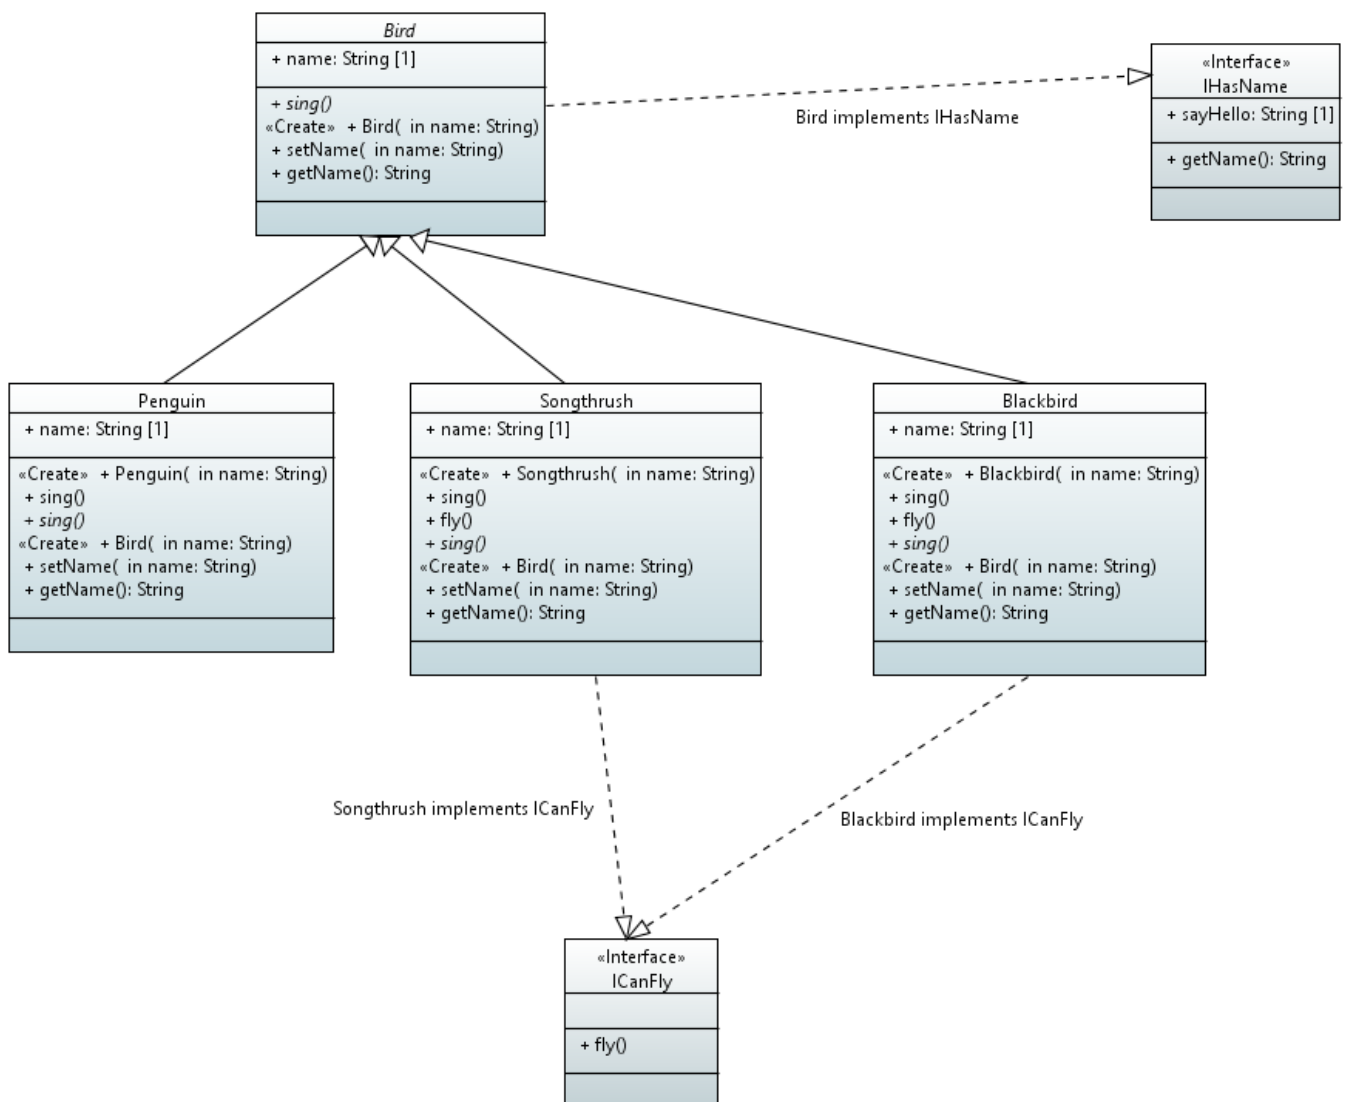 Bird
+ name: String [1]
+ sing()
«Create» + Bird( in name: String)
+ setName( in name: String)
+ getName(): String
Bird implements IHasName
«Interface»
IHasName
+ sayHello: String [1]
+ getName(): String
Penguin
+ name: String [1]
«Create» + Penguin( in name: String)
+ sing()
+ sing()
«Create» + Bird( in name: String)
+ setName( in name: String)
+ getName(): String
Songthrush
+ name: String [1]
«Create» + Songthrush( in name: String)
+ sing()
+ fly()
+ sing()
«Create» + Bird( in name: String)
+ setName( in name: String)
+ getName(): String
Blackbird
+ name: String [1]
«Create» + Blackbird( in name: String)
+ sing()
+ fly()
+ sing()
«Create» + Bird( in name: String)
+ setName( in name: String)
+ getName(): String
Songthrush implements ICanFly
Blackbird implements ICanFly
«Interface»
ICanFly
+ fly()